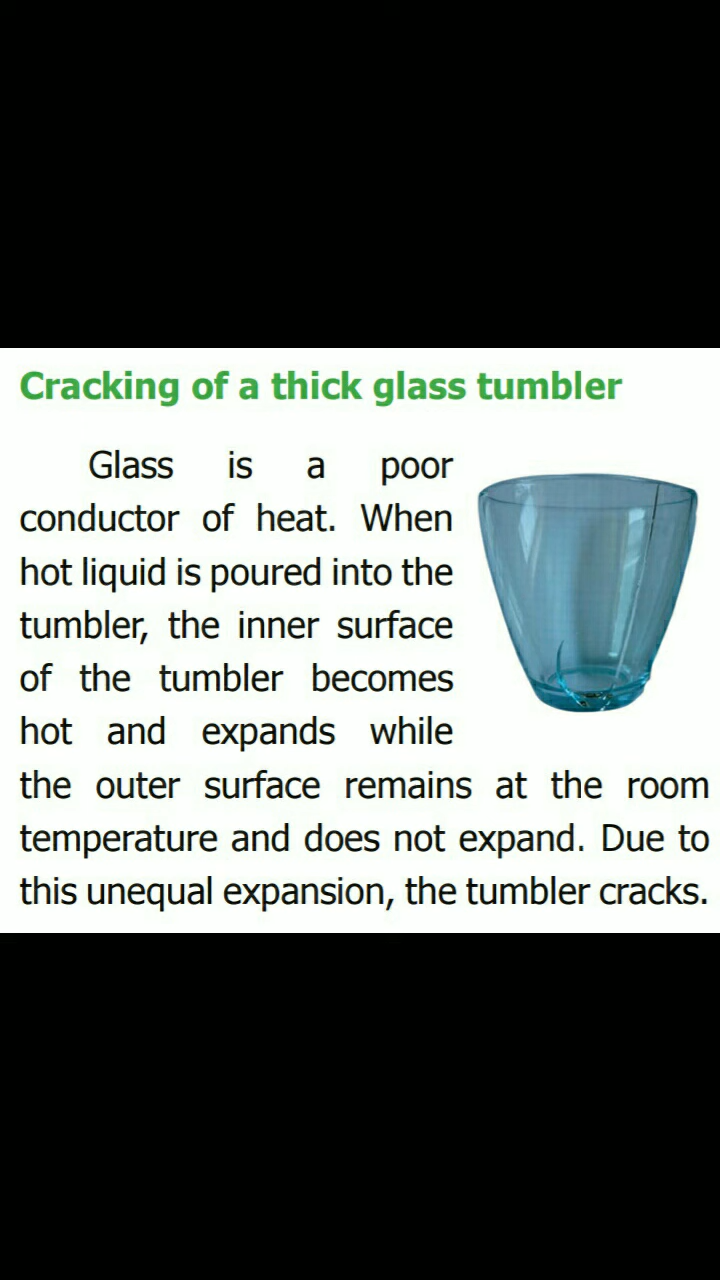 Cracking of a thick glass tumbler
Glass is a poor
conductor of heat. When
hot liquid is poured into the
tumbler, the inner surface
of the tumbler becomes
hot and expands while
the outer surface remains at the room
temperature and does not expand. Due to
this unequal expansion, the tumbler cracks.